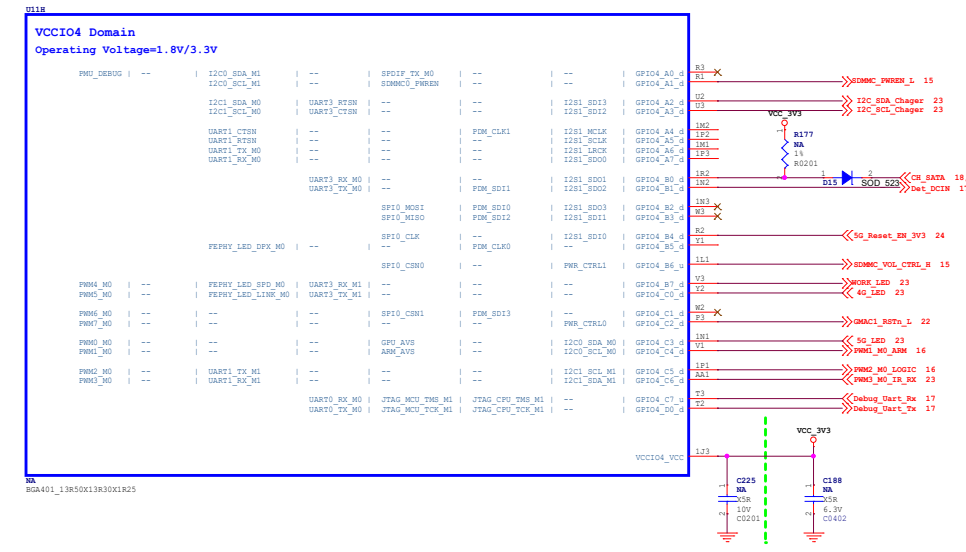 U11H
VCCIO4 Domain
Operating Voltage=1.8V/3.3V
PMU_DEBUG | -- | I2C0_SDA_M1 | -- | SPDIF_TX_M0 | -- | -- | GPIO4_A0_d R3
I2C0_SCL_M1 | -- | SDMMC0_PWREN | -- | -- | GPIO4_A1_d R1 SDMMC_PWREN_L 15
I2C1_SDA_M0 | UART3_RTSN | -- | -- | I2S1_SDI3 | GPIO4_A2_d U2 I2C_SDA_Chager 23
I2C1_SCL_M0 | UART3_CTSN | -- | -- | I2S1_SDI2 | GPIO4_A3_d U3 I2C_SCL_Chager 23
VCC_3V3
UART1_CTSN | -- | -- | PDM_CLK1 | I2S1_MCLK | GPIO4_A4_d 1M2
UART1_RTSN | -- | -- | -- | I2S1_SCLK | GPIO4_A5_d 1P2
UART1_TX_M0 | -- | -- | -- | I2S1_LRCK | GPIO4_A6_d 1M1
UART1_RX_M0 | -- | -- | -- | I2S1_SDO0 | GPIO4_A7_d 1P3
1 R177
NA
1%
R0201
2
UART3_RX_M0 | -- | -- | I2S1_SDO1 | GPIO4_B0_d 1R2 1 D15 2 SOD_523 CH_SATA 18
UART3_TX_M0 | -- | PDM_SDI1 | I2S1_SDO2 | GPIO4_B1_d 1N2 Det_DCIN 17
SPI0_MOSI | PDM_SDI0 | I2S1_SDO3 | GPIO4_B2_d 1N3
SPI0_MISO | PDM_SDI2 | I2S1_SDI1 | GPIO4_B3_d W3
SPI0_CLK | -- | I2S1_SDI0 | GPIO4_B4_d R2 5G_Reset_EN_3V3 24
FEPHY_LED_DPX_M0 | -- | -- | PDM_CLK0 | -- | GPIO4_B5_d Y1
SPI0_CSN0 | -- | PWR_CTRL1 | GPIO4_B6_u 1L1 SDMMC_VOL_CTRL_H 15
PWM4_M0 | -- | FEPHY_LED_SPD_M0 | UART3_RX_M1 | -- | -- | -- | GPIO4_B7_d V3 WORK_LED 23
PWM5_M0 | -- | FEPHY_LED_LINK_M0 | UART3_TX_M1 | -- | -- | -- | GPIO4_C0_d Y2 4G_LED 23
PWM6_M0 | -- | -- | -- | SPI0_CSN1 | PDM_SDI3 | -- | GPIO4_C1_d W2
PWM7_M0 | -- | -- | -- | -- | -- | PWR_CTRL0 | GPIO4_C2_d P3 GMAC1_RSTn_L 22
PWM0_M0 | -- | -- | -- | GPU_AVS | -- | I2C0_SDA_M0 | GPIO4_C3_d 1N1 5G_LED 23
PWM1_M0 | -- | -- | -- | ARM_AVS | -- | I2C0_SCL_M0 | GPIO4_C4_d V1 PWM1_M0_ARM 16
PWM2_M0 | -- | UART1_TX_M1 | -- | -- | -- | I2C1_SCL_M1 | GPIO4_C5_d 1P1 PWM2_M0_LOGIC 16
PWM3_M0 | -- | UART1_RX_M1 | -- | -- | -- | I2C1_SDA_M1 | GPIO4_C6_d AA1 PWM3_M0_IR_RX 23
UART0_RX_M0 | JTAG_MCU_TMS_M1 | JTAG_CPU_TMS_M1 | -- | GPIO4_C7_u T3 Debug_Uart_Rx 17
UART0_TX_M0 | JTAG_MCU_TCK_M1 | JTAG_CPU_TCK_M1 | -- | GPIO4_D0_d T2 Debug_Uart_Tx 17
VCC_3V3
VCCIO4_VCC 1J3
NA
BGA401_13R50X13R30X1R25
1 C225
NA
X5R
10V
2 C0201
1 C188
NA
X5R
6.3V
2 C0402